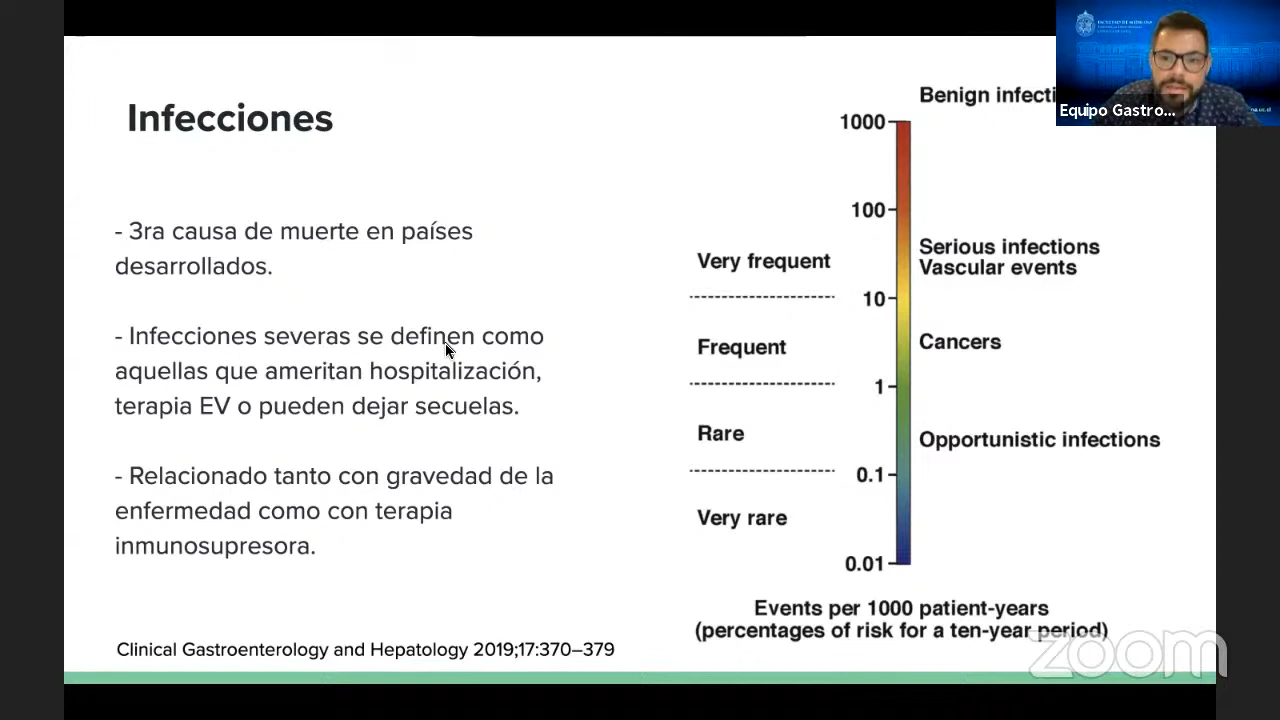 Infecciones
- 3ra causa de muerte en países
desarrollados.
- Infecciones severas se definen como
aquellas que ameritan hospitalización,
terapia EV o pueden dejar secuelas.
- Relacionado tanto con gravedad de la
enfermedad como con terapia
inmunosupresora.
Clinical Gastroenterology and Hepatology 2019;17:370–379
Benign infecti
1000
100
Serious infections
Vascular events
Very frequent
10
Cancers
Frequent
1
Opportunistic infections
Rare
0.1
Very rare
0.01
Events per 1000 patient-years
(percentages of risk for a ten-year period)
Equipo Gastro...
zoom